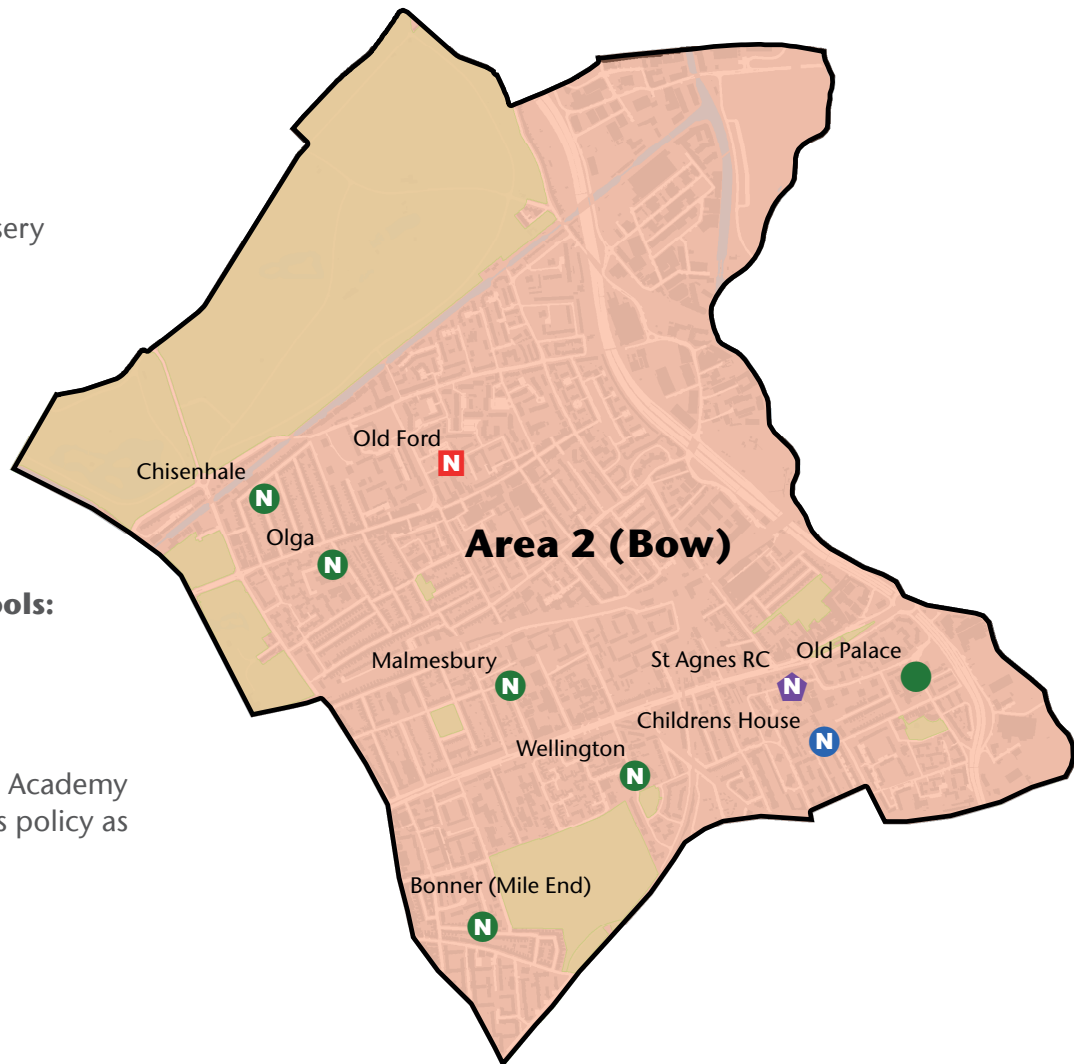 sery
Old Ford
N
Chisenhale
N
Olga
N
Area 2 (Bow)
ools:
Malmesbury
N
St Agnes RC
N
Old Palace
Childrens House
N
Wellington
N
Academy
s policy as
Bonner (Mile End)
N